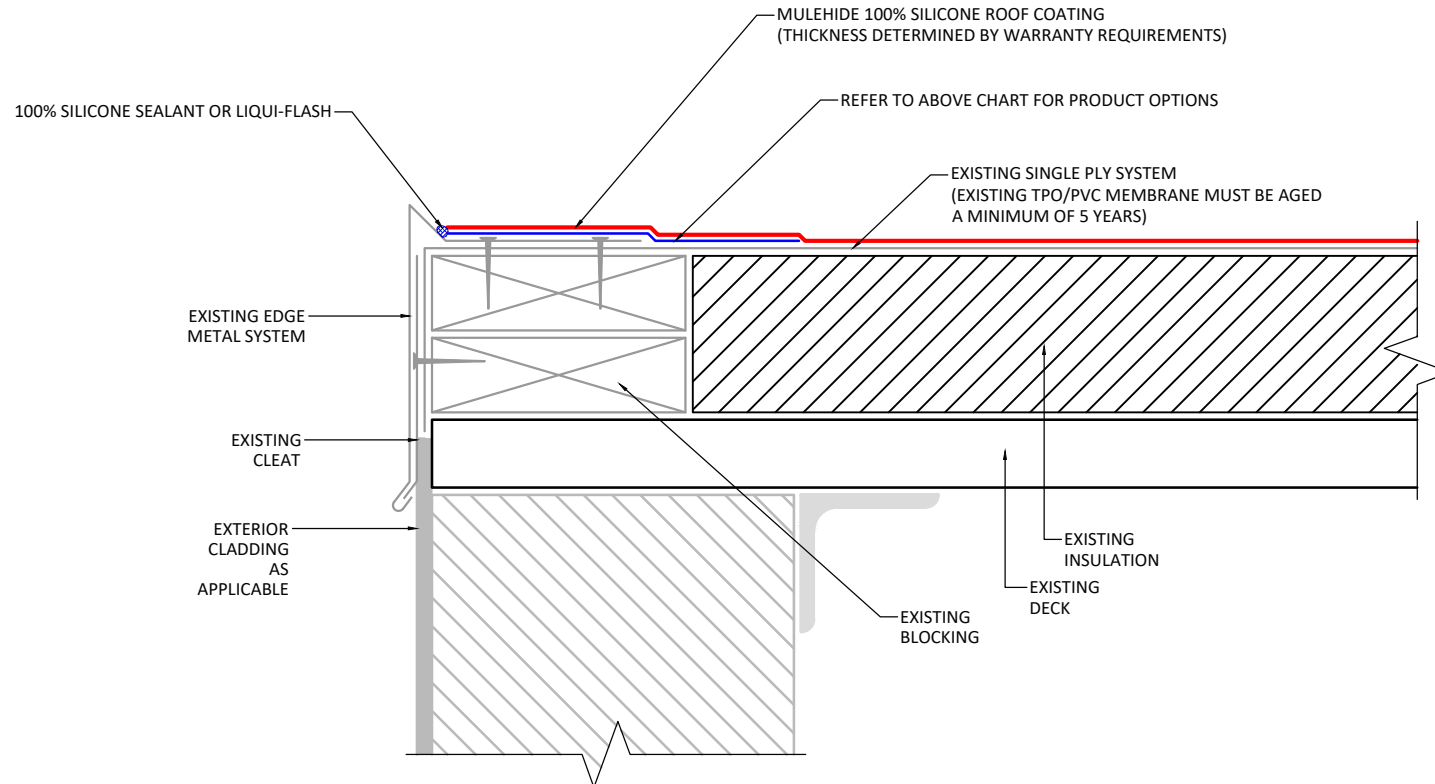 MULEHIDE 100% SILICONE ROOF COATING
(THICKNESS DETERMINED BY WARRANTY REQUIREMENTS)
100% SILICONE SEALANT OR LIQUI-FLASH
REFER TO ABOVE CHART FOR PRODUCT OPTIONS
EXISTING SINGLE PLY SYSTEM
(EXISTING TPO/PVC MEMBRANE MUST BE AGED
A MINIMUM OF 5 YEARS)
EXISTING EDGE
METAL SYSTEM
EXISTING
CLEAT
EXTERIOR
CLADDING
AS
APPLICABLE
EXISTING
INSULATION
EXISTING
DECK
EXISTING
BLOCKING